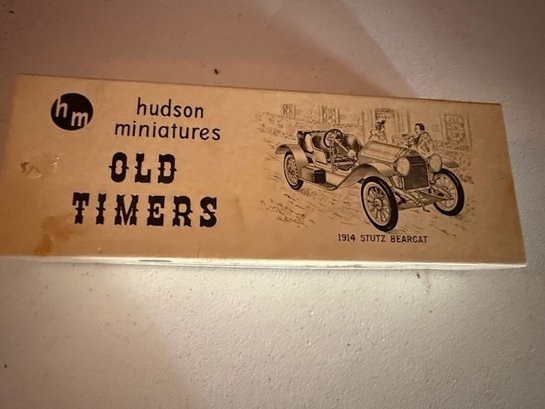 hm
hudson
miniatures
OLD
TIMERS
1914 STUTZ BEARCAT